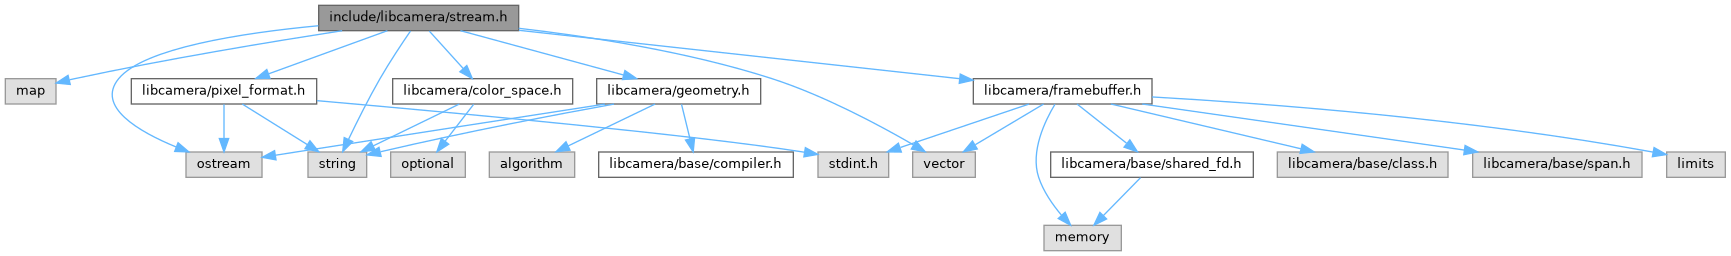 include/libcamera/stream.h
map
libcamera/pixel_format.h
libcamera/color_space.h
libcamera/geometry.h
libcamera/framebuffer.h
ostream
string
optional
algorithm
libcamera/base/compiler.h
stdint.h
vector
libcamera/base/shared_fd.h
libcamera/base/class.h
libcamera/base/span.h
limits
memory